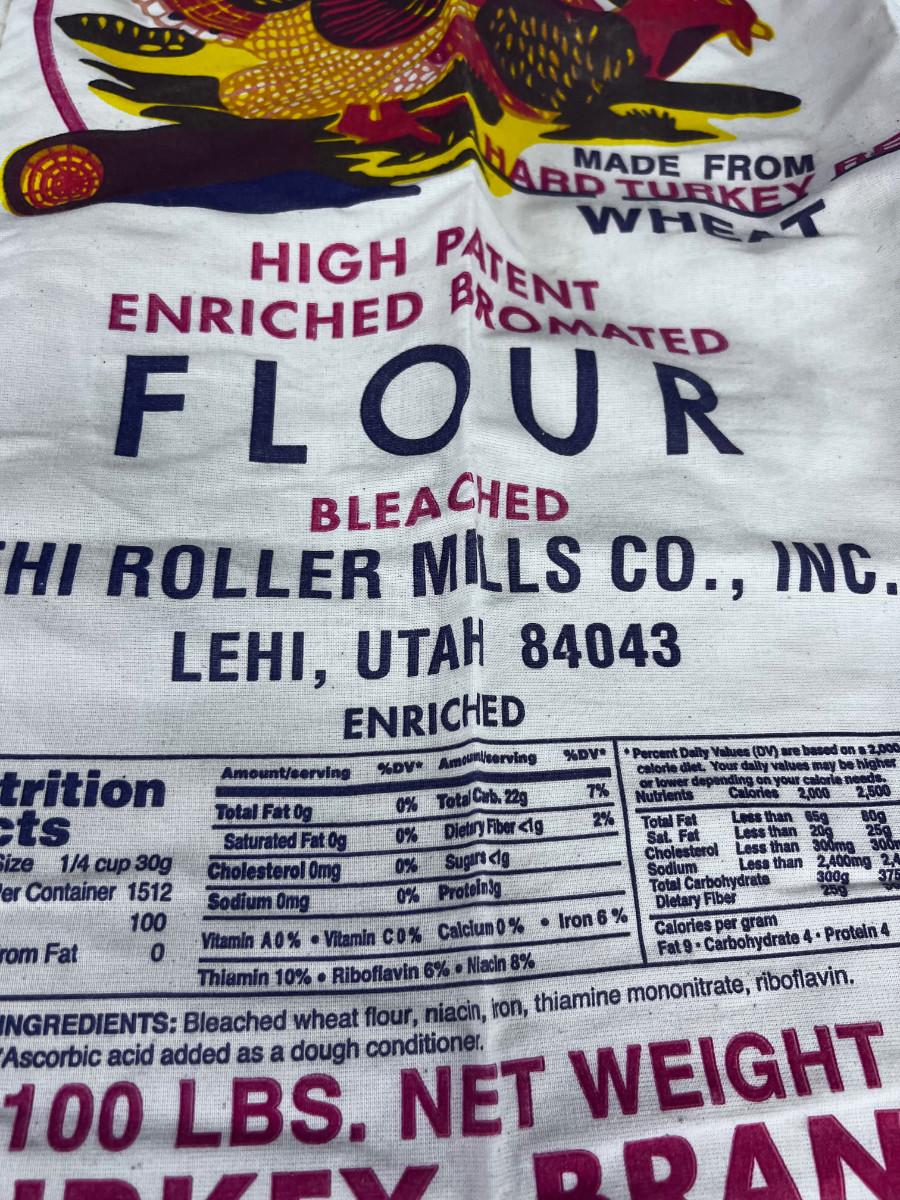 MADE FROM
HARD TURKEY RE
WHEAT
HIGH PATENT
ENRICHED BROMATED
FLOUR
BLEACHED
EHI ROLLER MILLS CO., INC.
LEHI, UTAH 84043
ENRICHED
trition
cts
Size 1/4 cup 30g
Per Container 1512
100
rom Fat 0
Amount/serving %DV* Amount/serving %DV*
Total Fat 0g 0% Total Carb. 22g 7%
Saturated Fat 0g 0% Dietary Fiber <1g 2%
Cholesterol 0mg 0% Sugars <1g
Sodium 0mg 0% Protein 3g
Vitamin A 0% • Vitamin C 0% Calcium 0% • Iron 6%
Thiamin 10% • Riboflavin 6% • Niacin 8%
* Percent Daily Values (DV) are based on a 2,000
calorie diet. Your daily values may be higher
or lower depending on your calorie needs.
Nutrients Calories 2,000 2,500
Total Fat Less than 65g 80g
Sat. Fat Less than 20g 25g
Cholesterol Less than 300mg 300m
Sodium Less than 2,400mg 2,4
Total Carbohydrate 300g 375
Dietary Fiber 25g
Calories per gram
Fat 9 • Carbohydrate 4 • Protein 4
INGREDIENTS: Bleached wheat flour, niacin, iron, thiamine mononitrate, riboflavin.
*Ascorbic acid added as a dough conditioner.
100 LBS. NET WEIGHT
URKEY BRAN